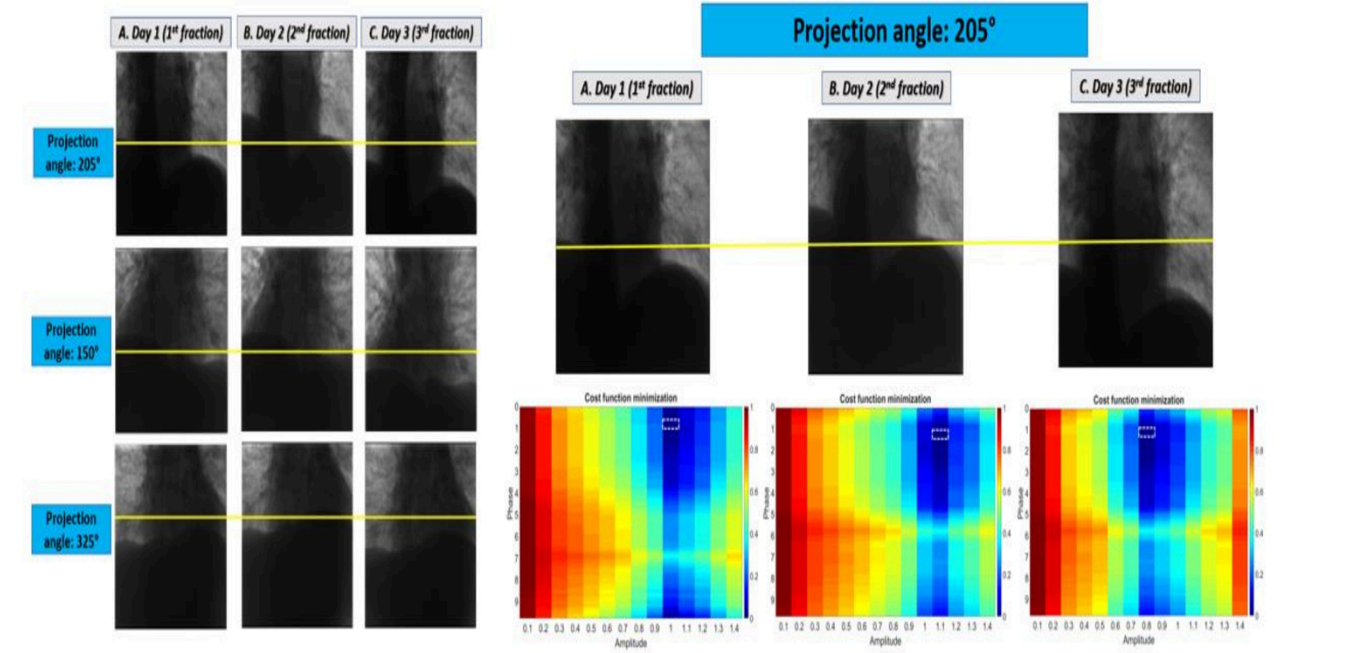 A. Day 1 (1st fraction) B. Day 2 (2nd fraction) C. Day 3 (3rd fraction)
Projection
angle: 205°
Projection
angle: 150°
Projection
angle: 325°
Projection angle: 205°
A. Day 1 (1st fraction) B. Day 2 (2nd fraction) C. Day 3 (3rd fraction)
Cost function minimization
0
1
2
3
4
5
6
7
8
9
Phase
0.1 0.2 0.3 0.4 0.5 0.6 0.7 0.8 0.9 1 1.1 1.2 1.3 1.4
Amplitude
1
0.8
0.6
0.4
0.2
0
Cost function minimization
0
1
2
3
4
5
6
7
8
9
Phase
0.1 0.2 0.3 0.4 0.5 0.6 0.7 0.8 0.9 1 1.1 1.2 1.3 1.4
Amplitude
1
0.8
0.6
0.4
0.2
0
Cost function minimization
0
1
2
3
4
5
6
7
8
9
Phase
0.1 0.2 0.3 0.4 0.5 0.6 0.7 0.8 0.9 1 1.1 1.2 1.3 1.4
Amplitude
1
0.8
0.6
0.4
0.2
0